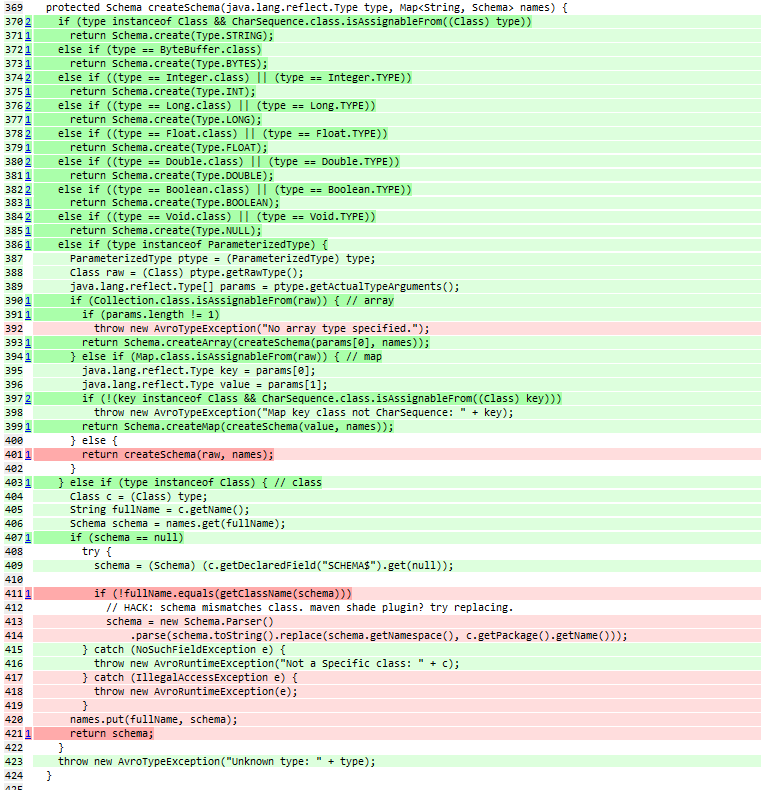 369 protected Schema createSchema(java.lang.reflect.Type type, Map<String, Schema> names) {
370 2 if (type instanceof Class && CharSequence.class.isAssignableFrom((Class) type))
371 1 return Schema.create(Type.STRING);
372 1 else if (type == ByteBuffer.class)
373 1 return Schema.create(Type.BYTES);
374 2 else if ((type == Integer.class) || (type == Integer.TYPE))
375 1 return Schema.create(Type.INT);
376 2 else if ((type == Long.class) || (type == Long.TYPE))
377 1 return Schema.create(Type.LONG);
378 2 else if ((type == Float.class) || (type == Float.TYPE))
379 1 return Schema.create(Type.FLOAT);
380 2 else if ((type == Double.class) || (type == Double.TYPE))
381 1 return Schema.create(Type.DOUBLE);
382 2 else if ((type == Boolean.class) || (type == Boolean.TYPE))
383 1 return Schema.create(Type.BOOLEAN);
384 2 else if ((type == Void.class) || (type == Void.TYPE))
385 1 return Schema.create(Type.NULL);
386 1 else if (type instanceof ParameterizedType) {
387 ParameterizedType ptype = (ParameterizedType) type;
388 Class raw = (Class) ptype.getRawType();
389 java.lang.reflect.Type[] params = ptype.getActualTypeArguments();
390 1 if (Collection.class.isAssignableFrom(raw)) { // array
391 1 if (params.length != 1)
392 throw new AvroTypeException("No array type specified.");
393 1 return Schema.createArray(createSchema(params[0], names));
394 1 } else if (Map.class.isAssignableFrom(raw)) { // map
395 java.lang.reflect.Type key = params[0];
396 java.lang.reflect.Type value = params[1];
397 2 if (!(key instanceof Class && CharSequence.class.isAssignableFrom((Class) key)))
398 throw new AvroTypeException("Map key class not CharSequence: " + key);
399 1 return Schema.createMap(createSchema(value, names));
400 } else {
401 1 return createSchema(raw, names);
402 }
403 1 } else if (type instanceof Class) { // class
404 Class c = (Class) type;
405 String fullName = c.getName();
406 Schema schema = names.get(fullName);
407 1 if (schema == null)
408 try {
409 schema = (Schema) (c.getDeclaredField("SCHEMA$").get(null));
410
411 1 if (!fullName.equals(getClassName(schema)))
412 // HACK: schema mismatches class. maven shade plugin? try replacing.
413 schema = new Schema.Parser()
414 .parse(schema.toString().replace(schema.getNamespace(), c.getPackage().getName()));
415 } catch (NoSuchFieldException e) {
416 throw new AvroRuntimeException("Not a Specific class: " + c);
417 } catch (IllegalAccessException e) {
418 throw new AvroRuntimeException(e);
419 }
420 names.put(fullName, schema);
421 1 return schema;
422 }
423 throw new AvroTypeException("Unknown type: " + type);
424 }